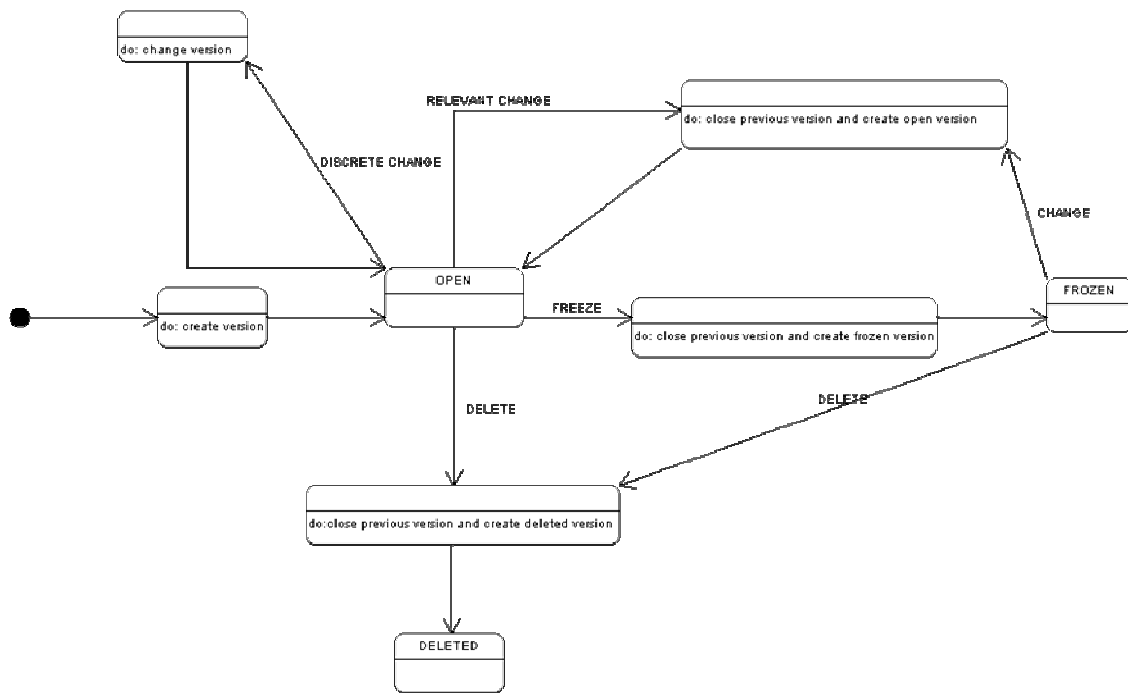 do: change version
RELEVANT CHANGE
do: close previous version and create open version
DISCRETE CHANGE
CHANGE
OPEN
FROZEN
do: create version
FREEZE
do: close previous version and create frozen version
DELETE
DELETE
do:close previous version and create deleted version
DELETED